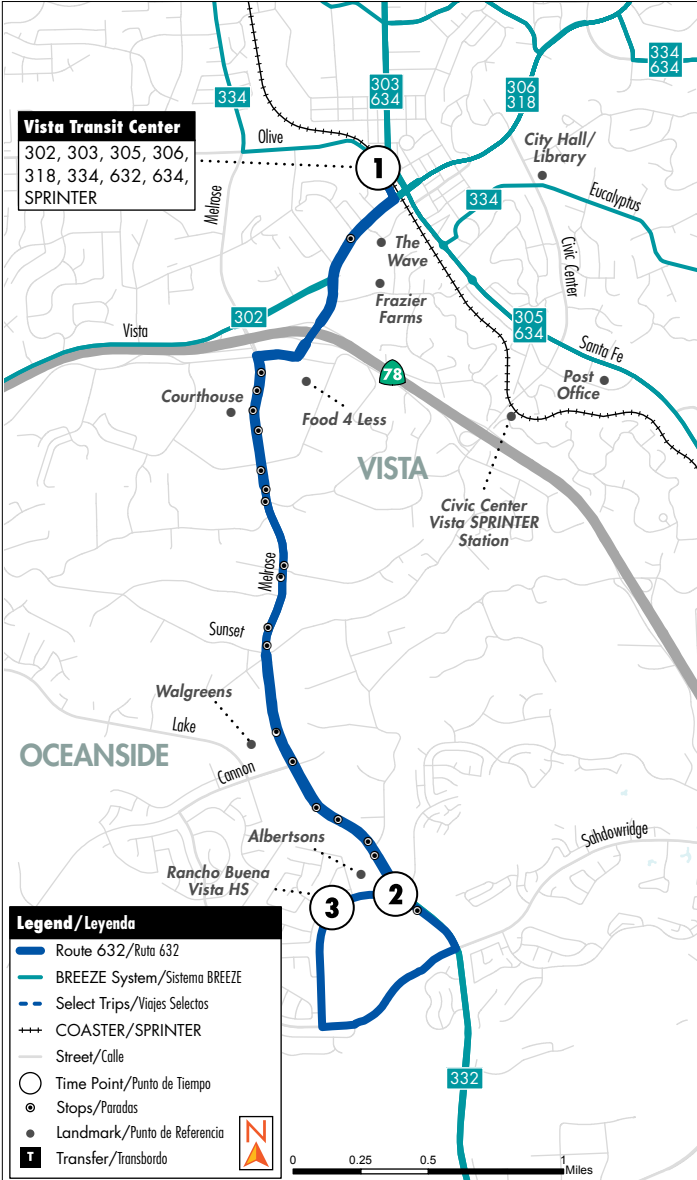 334
303
634
306
318
334
634
Vista Transit Center
302, 303, 305, 306,
318, 334, 632, 634,
SPRINTER
Olive
1
City Hall/
Library
Melrose
334
Eucalyptus
The
Wave
Civic Center
Frazier
Farms
302
305
634
Vista
Santa Fe
78
Post
Office
Courthouse
Food 4 Less
VISTA
Civic Center
Vista SPRINTER
Station
Melrose
Sunset
Walgreens
Lake
OCEANSIDE
Cannon
Sahdowridge
Albertsons
Rancho Buena
Vista HS
2
3
Legend/Leyenda
Route 632/Ruta 632
BREEZE System/Sistema BREEZE
Select Trips/Viajes Selectos
COASTER/SPRINTER
Street/Calle
Time Point/Punto de Tiempo
Stops/Paradas
Landmark/Punto de Referencia
T Transfer/Transbordo
N
332
0 0.25 0.5 1
Miles